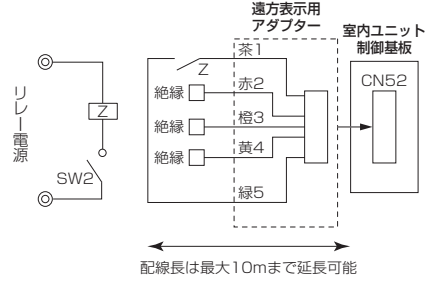 遠方表示用
アダプター
室内ユニット
制御基板
リレー電源
Z
SW2
Z
茶1
絶縁
赤2
絶縁
橙3
絶縁
黄4
緑5
CN52
配線長は最大10mまで延長可能